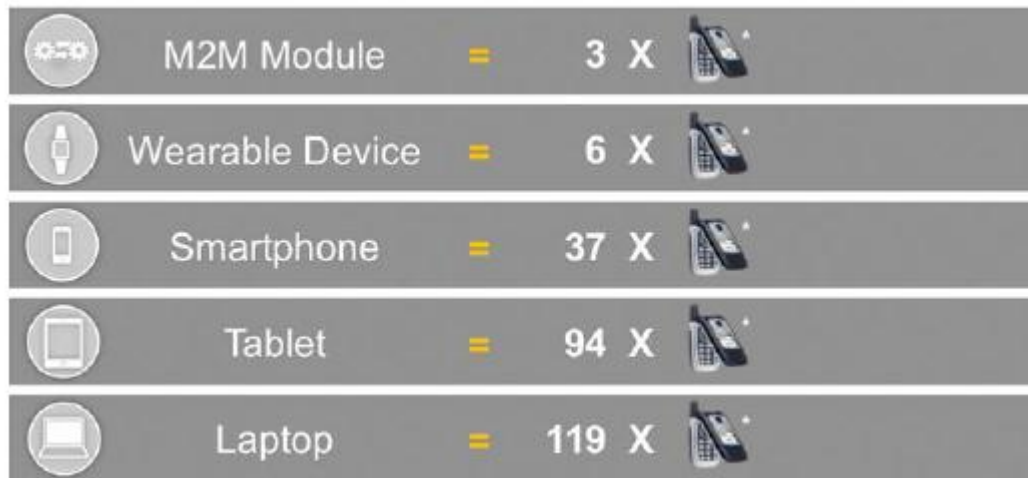 M2M Module = 3 X *
Wearable Device = 6 X *
Smartphone = 37 X *
Tablet = 94 X *
Laptop = 119 X *